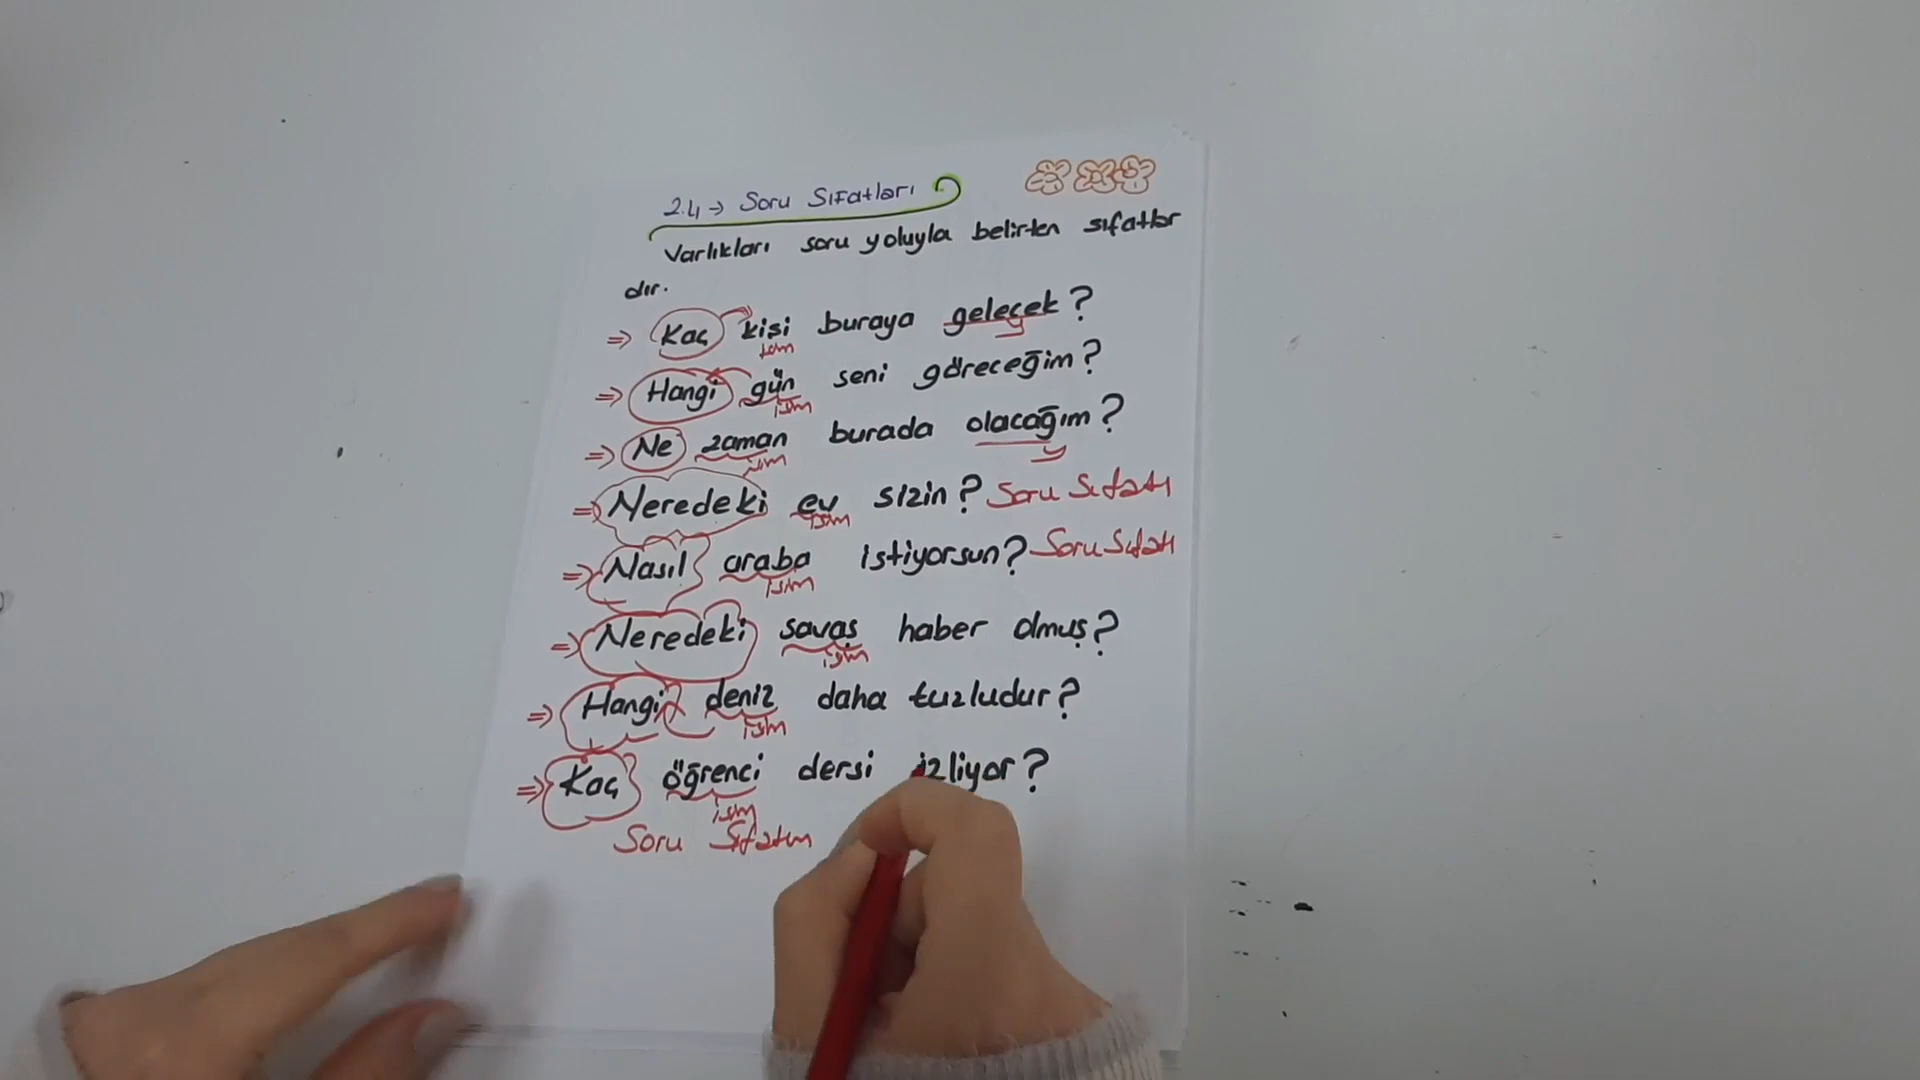 2.4 → Soru Sıfatları
Varlıkları soru yoluyla belirten sıfatlar
dır.
⇒ Kaç kişi buraya gelecek?
isim
⇒ Hangi gün seni göreceğim?
isim
⇒ Ne zaman burada olacağım?
isim
⇒ Neredeki ev sizin? Soru Sıfatı
isim
⇒ Nasıl araba istiyorsun? Soru Sıfatı
isim
⇒ Neredeki savaş haber olmuş?
isim
⇒ Hangi deniz daha tuzludur?
isim
⇒ Kaç öğrenci dersi izliyor?
isim
Soru